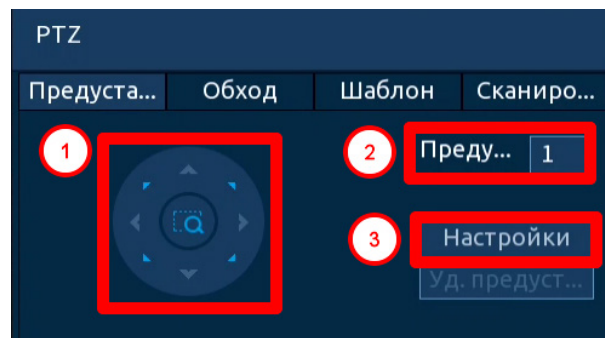 PTZ
Предуста... Обход Шаблон Сканиро...
1
2 Преду... 1
3 Настройки
Уд. предуст...